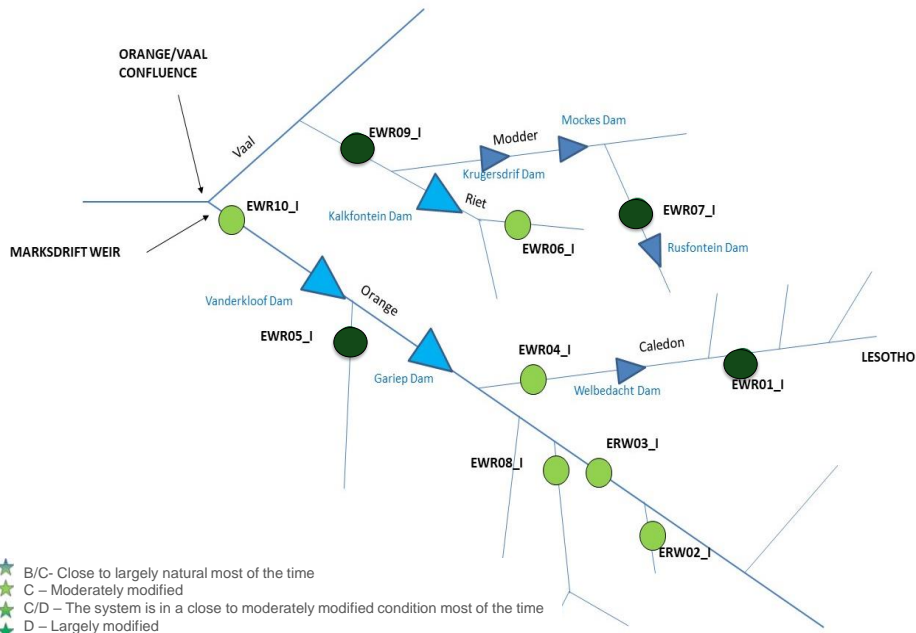 ORANGE/VAAL
CONFLUENCE
Vaal
EWR09_I
Modder
Mockes Dam
Krugersdrif Dam
EWR10_I
Kalkfontein Dam
Riet
EWR07_I
MARKSDRIFT WEIR
EWR06_I
Rusfontein Dam
Vanderkloof Dam
Orange
EWR05_I
Gariep Dam
EWR04_I
Caledon
LESOTHO
Welbedacht Dam
EWR01_I
EWR08_I
ERW03_I
ERW02_I
B/C- Close to largely natural most of the time
C – Moderately modified
C/D – The system is in a close to moderately modified condition most of the time
D – Largely modified